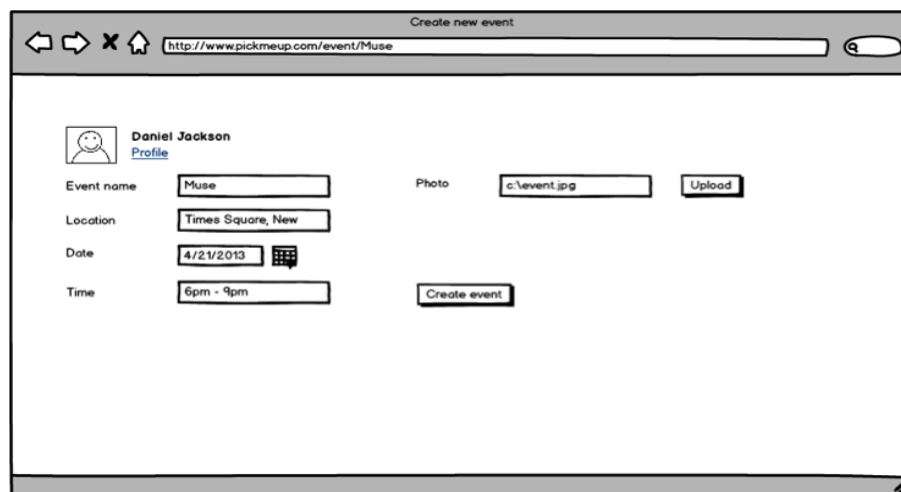 Create new event
http://www.pickmeup.com/event/Muse
Daniel Jackson
Profile
Event name
Muse
Photo
c:\event.jpg
Upload
Location
Times Square, New
Date
4/21/2013
Time
6pm - 9pm
Create event